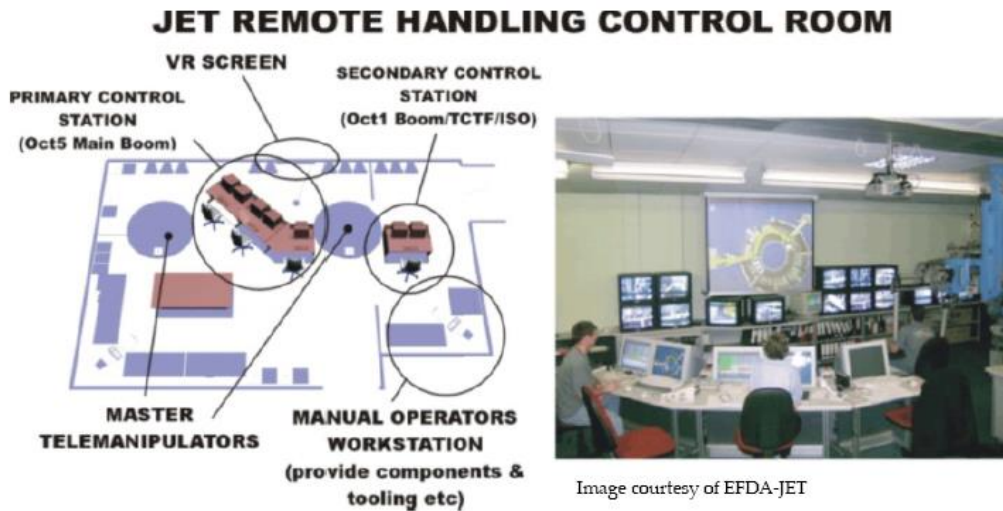 JET REMOTE HANDLING CONTROL ROOM
VR SCREEN
PRIMARY CONTROL
STATION
(Oct5 Main Boom)
SECONDARY CONTROL
STATION
(Oct1 Boom/TCTF/ISO)
MASTER
TELEMANIPULATORS
MANUAL OPERATORS
WORKSTATION
(provide components &
tooling etc)
Image courtesy of EFDA-JET